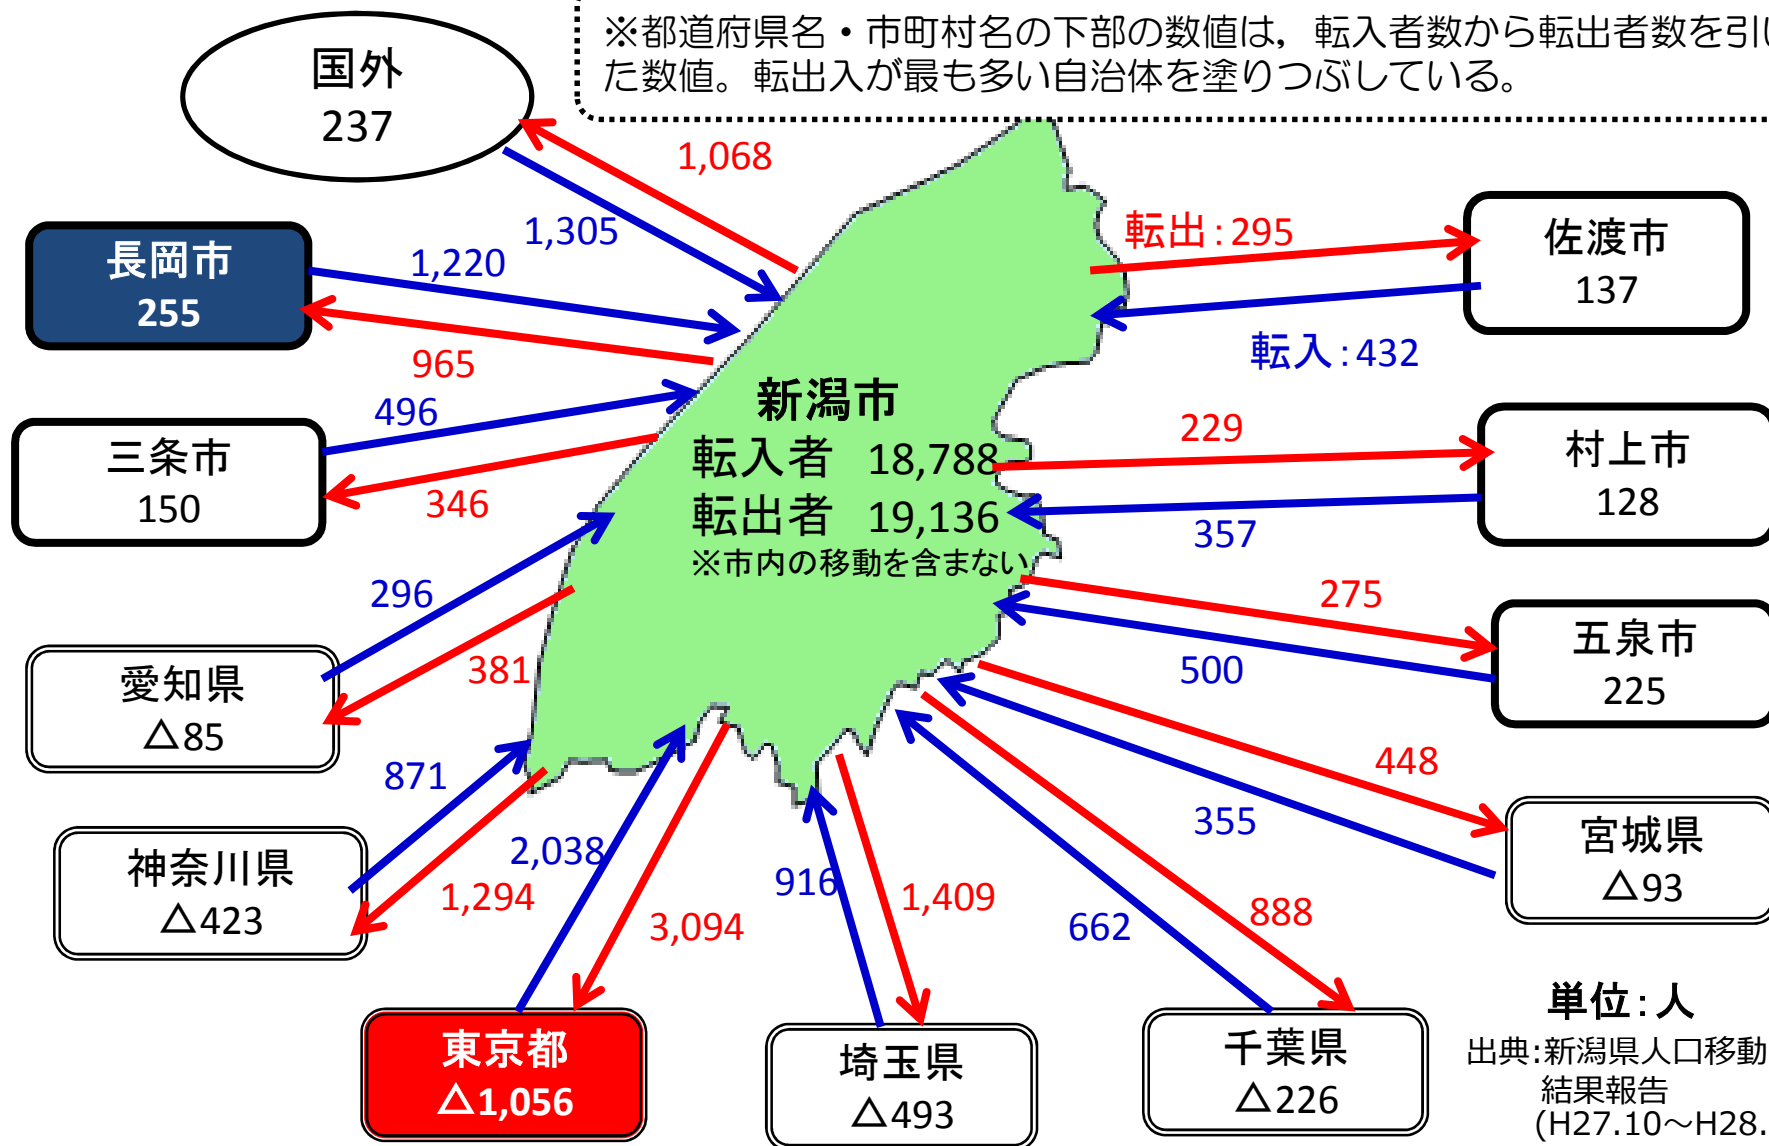 ※都道府県名・市町村名の下部の数値は，転入者数から転出者数を引い
た数値。転出入が最も多い自治体を塗りつぶしている。
国外
237
1,068
1,305
長岡市
255
1,220
965
転出：295
佐渡市
137
転入：432
三条市
150
496
346
新潟市
転入者 18,788
転出者 19,136
※市内の移動を含まない
229
村上市
128
357
愛知県
△85
296
381
275
五泉市
225
500
神奈川県
△423
871
1,294
448
宮城県
△93
355
2,038
3,094
東京都
△1,056
916
1,409
埼玉県
△493
662
888
千葉県
△226
単位：人
出典:新潟県人口移動
結果報告
(H27.10～H28.